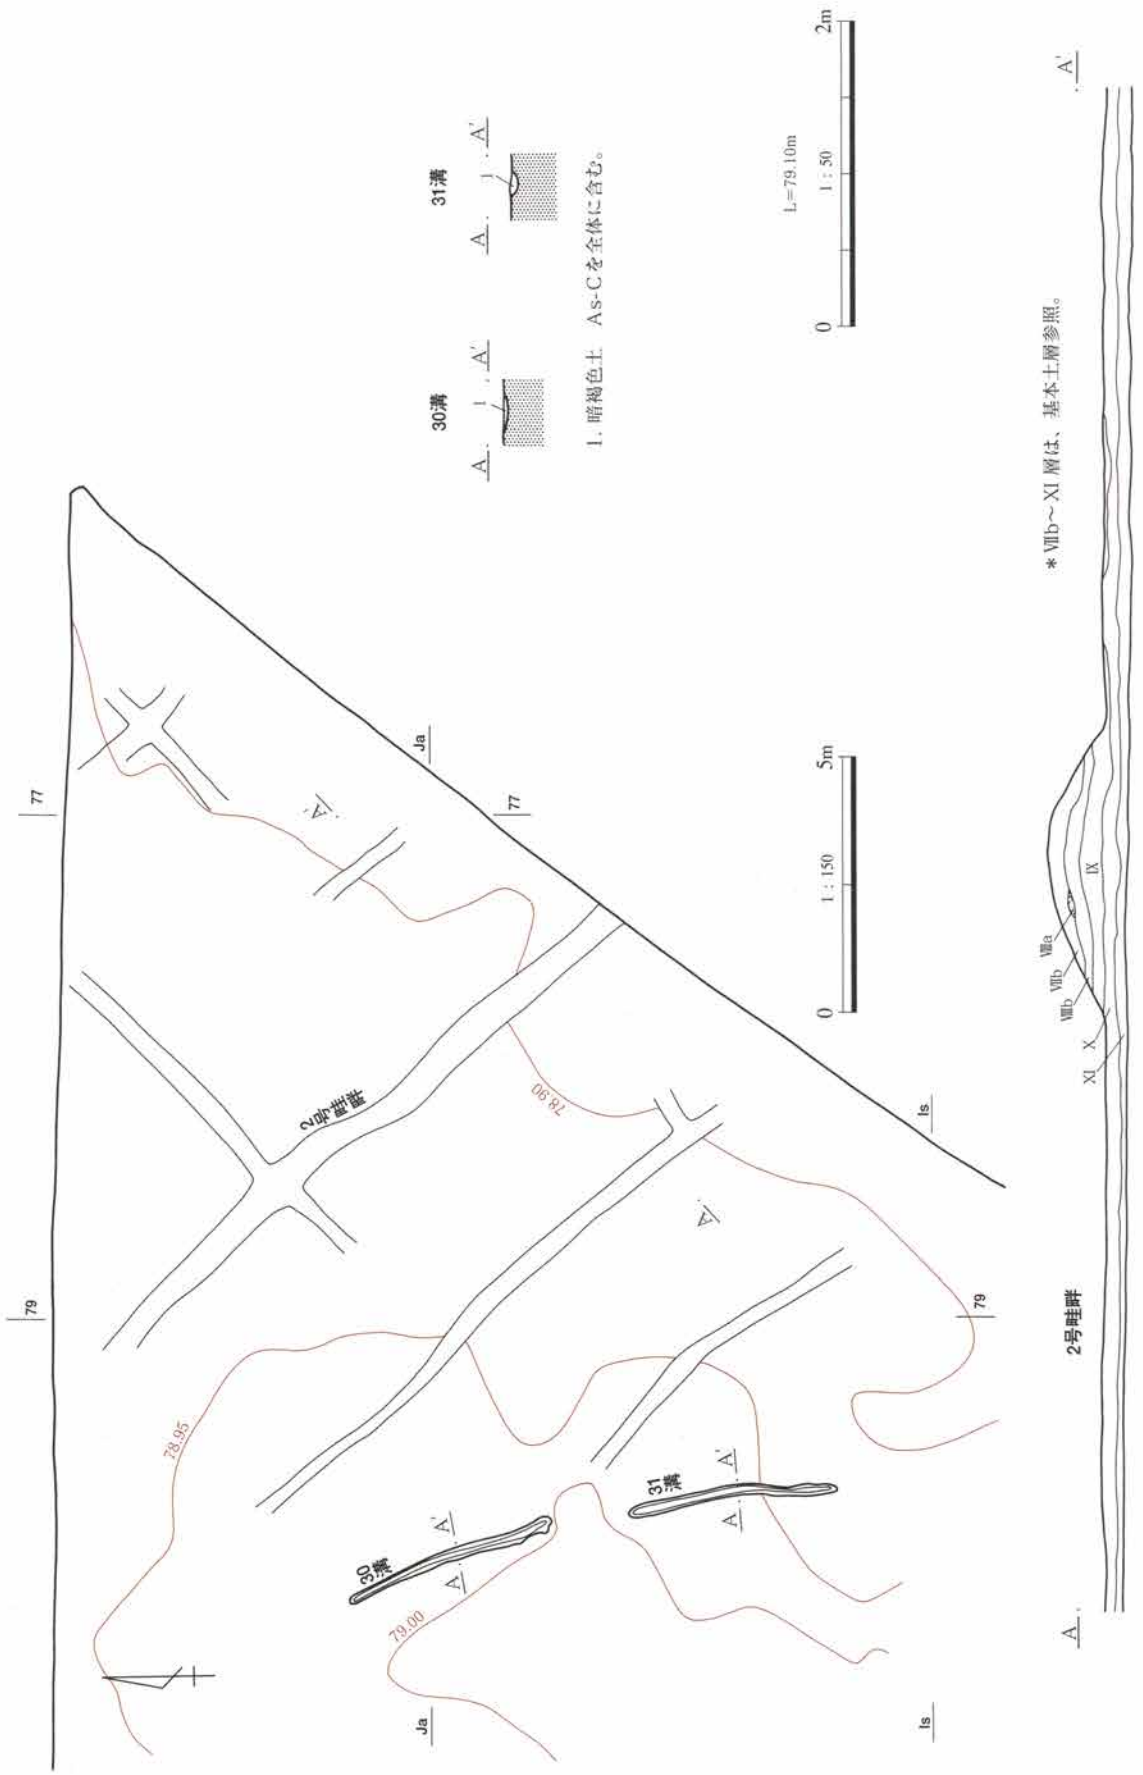 79
77
78.95
79.00
30溝
A
A'
31溝
A
A'
2号畦畔
78.90
A
A'
Ja
Is
Ja
Is
79
77
0
1 : 150
5m
30溝
A
A'
1
31溝
A
A'
1
1. 暗褐色土 As-Cを全体に含む。
L=79.10m
0
1 : 50
2m
2号畦畔
A
A'
XI
X
Ⅷb
Ⅶb
Ⅷa
IX
*Ⅶb～XI層は、基本土層参照。